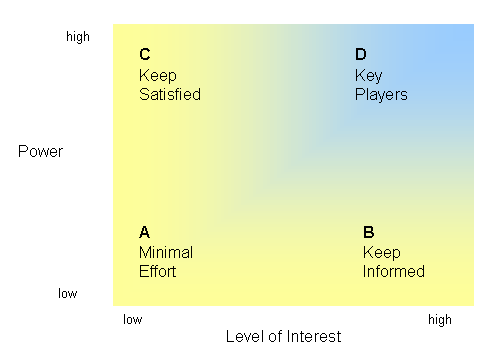 high
C
Keep
Satisfied
D
Key
Players
Power
A
Minimal
Effort
B
Keep
Informed
low
low
high
Level of Interest